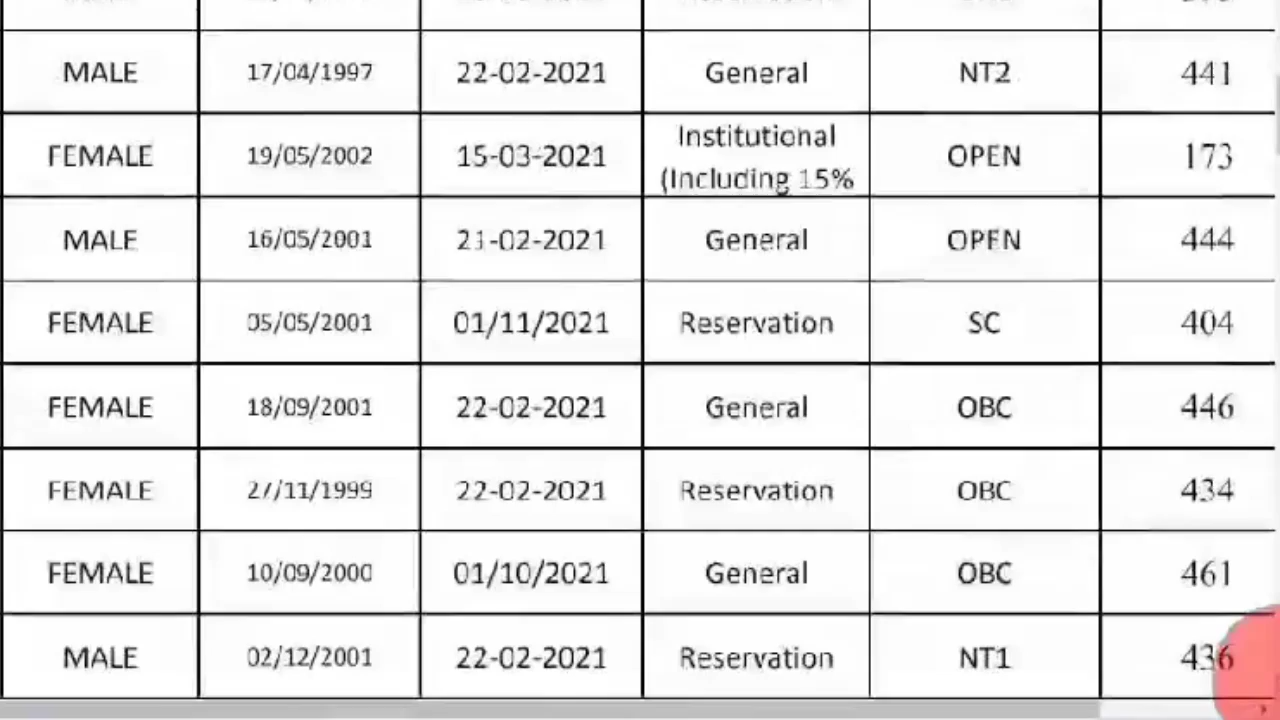 MALE 17/04/1997 22-02-2021 General NT2 441
FEMALE 19/05/2002 15-03-2021 Institutional (Including 15% OPEN 173
MALE 16/05/2001 21-02-2021 General OPEN 444
FEMALE 05/05/2001 01/11/2021 Reservation SC 404
FEMALE 18/09/2001 22-02-2021 General OBC 446
FEMALE 27/11/1999 22-02-2021 Reservation OBC 434
FEMALE 10/09/2000 01/10/2021 General OBC 461
MALE 02/12/2001 22-02-2021 Reservation NT1 436